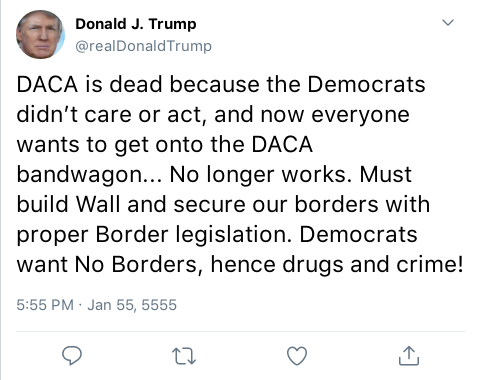 Donald J. Trump
@realDonaldTrump
DACA is dead because the Democrats
didn’t care or act, and now everyone
wants to get onto the DACA
bandwagon... No longer works. Must
build Wall and secure our borders with
proper Border legislation. Democrats
want No Borders, hence drugs and crime!
5:55 PM · Jan 55, 5555